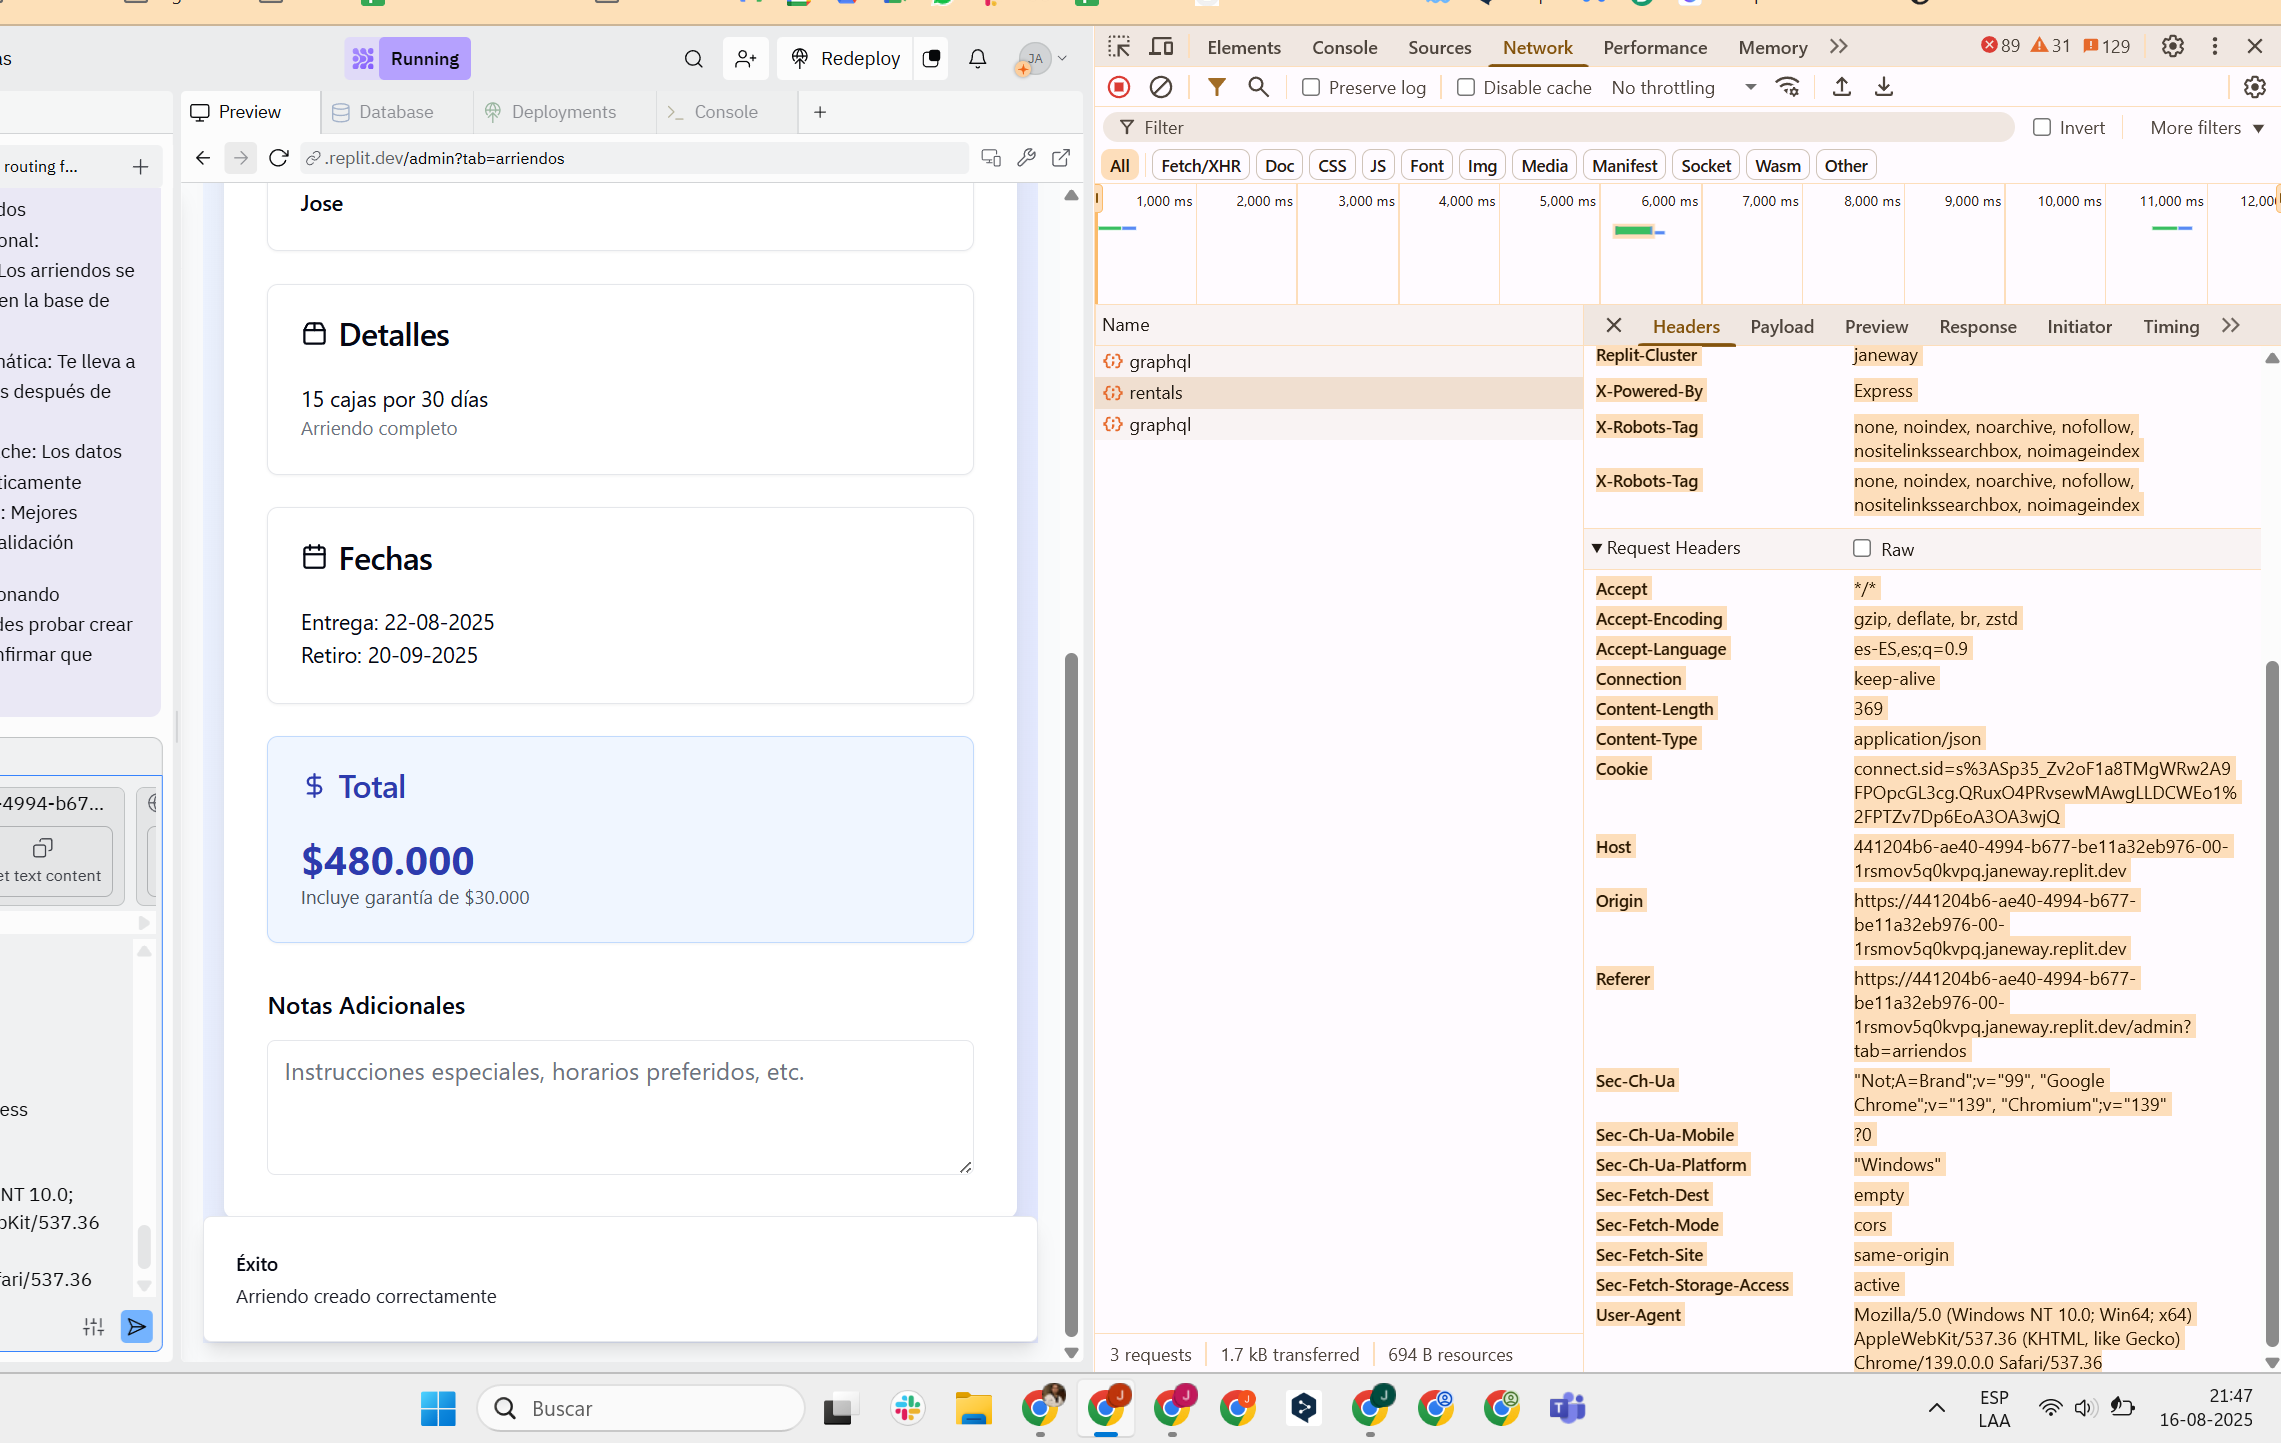 as
Running
Redeploy
JA
Preview
Database
Deployments
Console
routing f...
.replit.dev/admin?tab=arriendos
dos
onal:
Los arriendos se
en la base de
nática: Te lleva a
s después de
che: Los datos
ticamente
: Mejores
alidación
onando
des probar crear
nfirmar que
-4994-b67...
et text content
ess
NT 10.0;
bKit/537.36
fari/537.36
Jose
Detalles
15 cajas por 30 días
Arriendo completo
Fechas
Entrega: 22-08-2025
Retiro: 20-09-2025
$ Total
$480.000
Incluye garantía de $30.000
Notas Adicionales
Instrucciones especiales, horarios preferidos, etc.
Éxito
Arriendo creado correctamente
Elements
Console
Sources
Network
Performance
Memory
89
31
129
Preserve log
Disable cache
No throttling
Filter
Invert
More filters
All
Fetch/XHR
Doc
CSS
JS
Font
Img
Media
Manifest
Socket
Wasm
Other
1,000 ms
2,000 ms
3,000 ms
4,000 ms
5,000 ms
6,000 ms
7,000 ms
8,000 ms
9,000 ms
10,000 ms
11,000 ms
12,00
Name
graphql
rentals
graphql
3 requests
1.7 kB transferred
694 B resources
Headers
Payload
Preview
Response
Initiator
Timing
Replit-Cluster janeway
X-Powered-By Express
X-Robots-Tag none, noindex, noarchive, nofollow,
nositelinkssearchbox, noimageindex
X-Robots-Tag none, noindex, noarchive, nofollow,
nositelinkssearchbox, noimageindex
Request Headers
Raw
Accept */*
Accept-Encoding gzip, deflate, br, zstd
Accept-Language es-ES,es;q=0.9
Connection keep-alive
Content-Length 369
Content-Type application/json
Cookie connect.sid=s%3ASp35_Zv2oF1a8TMgWRw2A9
FPOpcGL3cg.QRuxO4PRvsewMAwgLLDCWEo1%
2FPTZv7Dp6EoA3OA3wjQ
Host 441204b6-ae40-4994-b677-be11a32eb976-00-
1rsmov5q0kvpq.janeway.replit.dev
Origin https://441204b6-ae40-4994-b677-
be11a32eb976-00-
1rsmov5q0kvpq.janeway.replit.dev
Referer https://441204b6-ae40-4994-b677-
be11a32eb976-00-
1rsmov5q0kvpq.janeway.replit.dev/admin?
tab=arriendos
Sec-Ch-Ua "Not;A=Brand";v="99", "Google
Chrome";v="139", "Chromium";v="139"
Sec-Ch-Ua-Mobile ?0
Sec-Ch-Ua-Platform "Windows"
Sec-Fetch-Dest empty
Sec-Fetch-Mode cors
Sec-Fetch-Site same-origin
Sec-Fetch-Storage-Access active
User-Agent Mozilla/5.0 (Windows NT 10.0; Win64; x64)
AppleWebKit/537.36 (KHTML, like Gecko)
Chrome/139.0.0.0 Safari/537.36
Buscar
J
J
J
J
ESP
LAA
21:47
16-08-2025